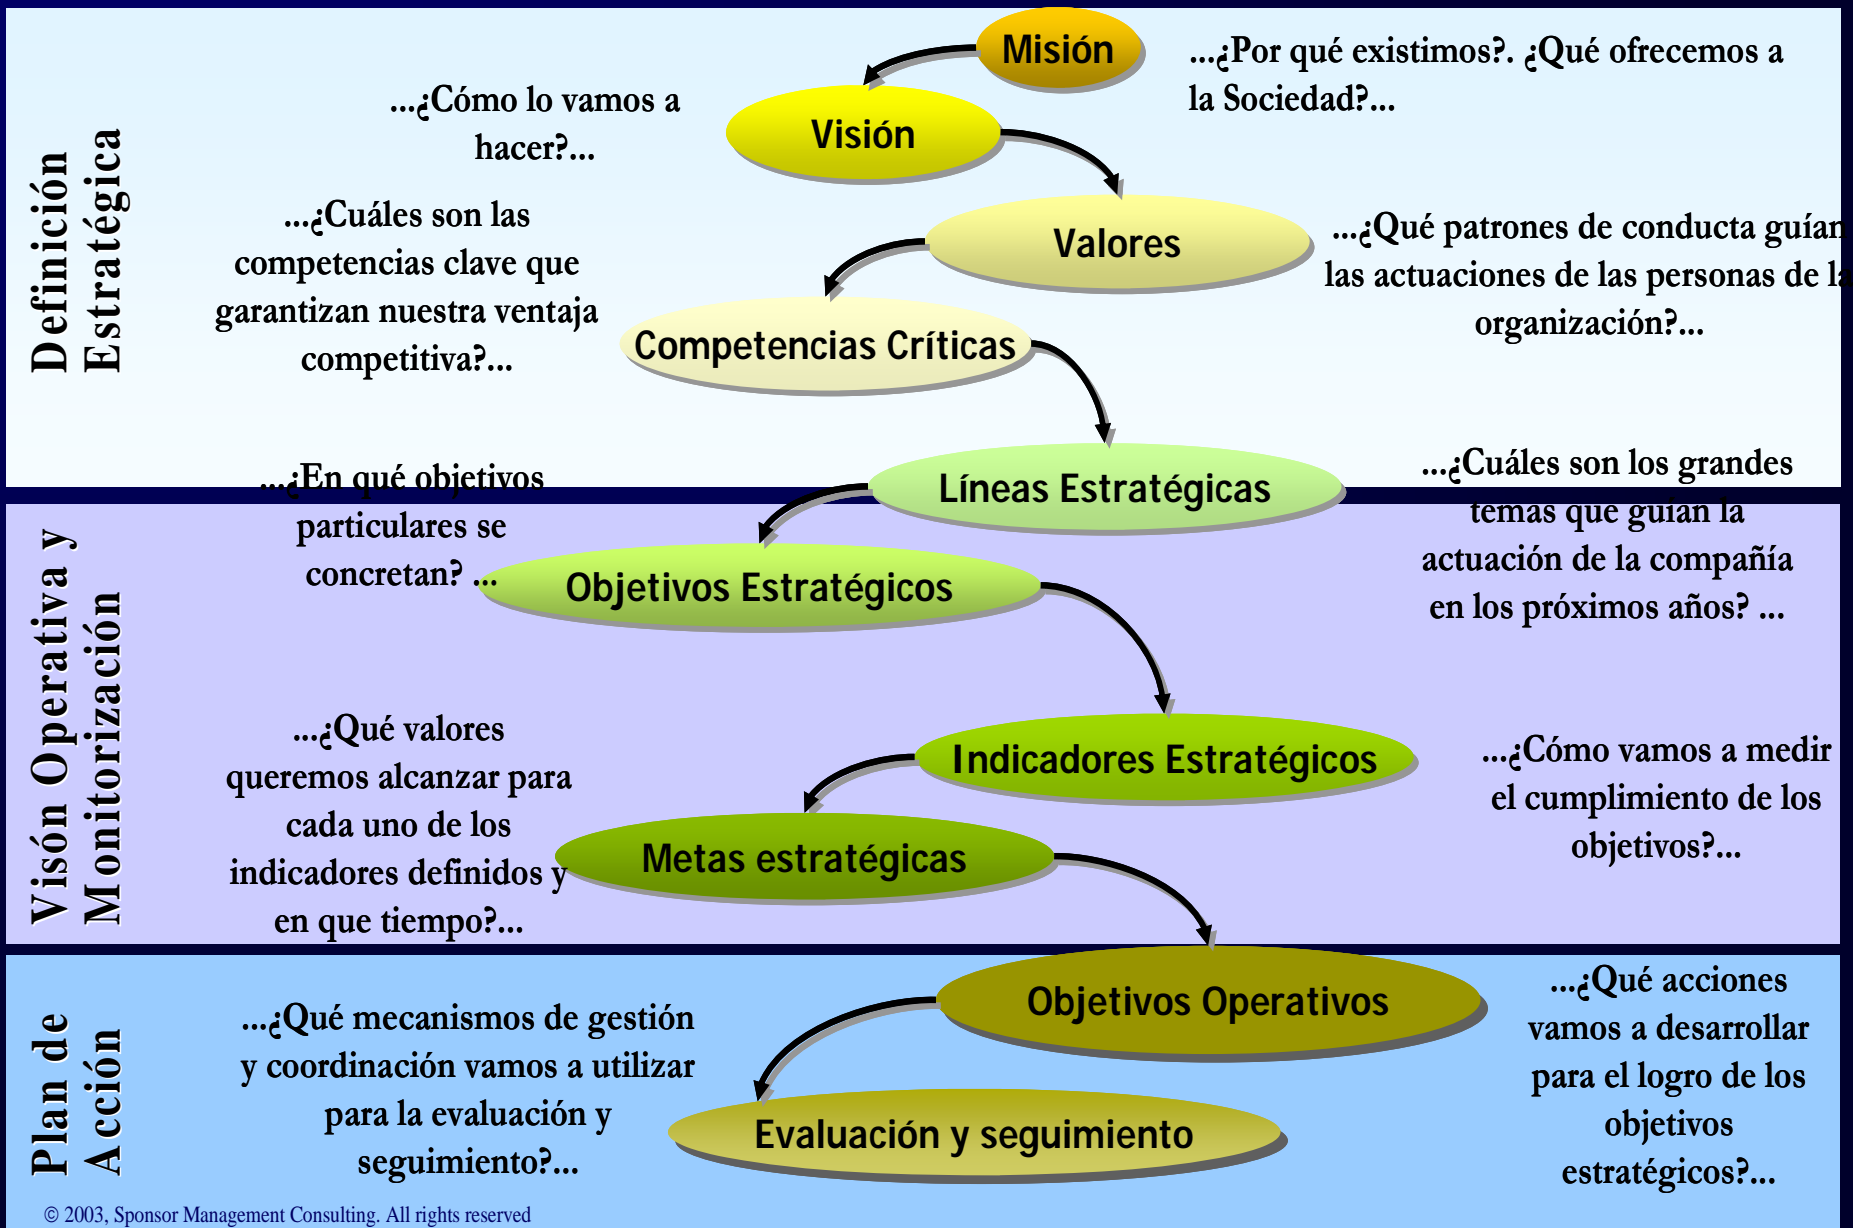 Misión
...¿Por qué existimos?. ¿Qué ofrecemos a
la Sociedad?...
...¿Cómo lo vamos a
hacer?...
Visión
Definición
Estratégica
...¿Cuáles son las
competencias clave que
garantizan nuestra ventaja
competitiva?...
Valores
...¿Qué patrones de conducta guían
las actuaciones de las personas de la
organización?...
Competencias Críticas
...¿En qué objetivos
particulares se
concretan? ...
Líneas Estratégicas
...¿Cuáles son los grandes
temas que guían la
actuación de la compañía
en los próximos años? ...
Objetivos Estratégicos
Visón Operativa y
Monitorización
...¿Qué valores
queremos alcanzar para
cada uno de los
indicadores definidos y
en que tiempo?...
Indicadores Estratégicos
...¿Cómo vamos a medir
el cumplimiento de los
objetivos?...
Metas estratégicas
Objetivos Operativos
...¿Qué acciones
vamos a desarrollar
para el logro de los
objetivos
estratégicos?...
Plan de
Acción
...¿Qué mecanismos de gestión
y coordinación vamos a utilizar
para la evaluación y
seguimiento?...
Evaluación y seguimiento
© 2003, Sponsor Management Consulting. All rights reserved